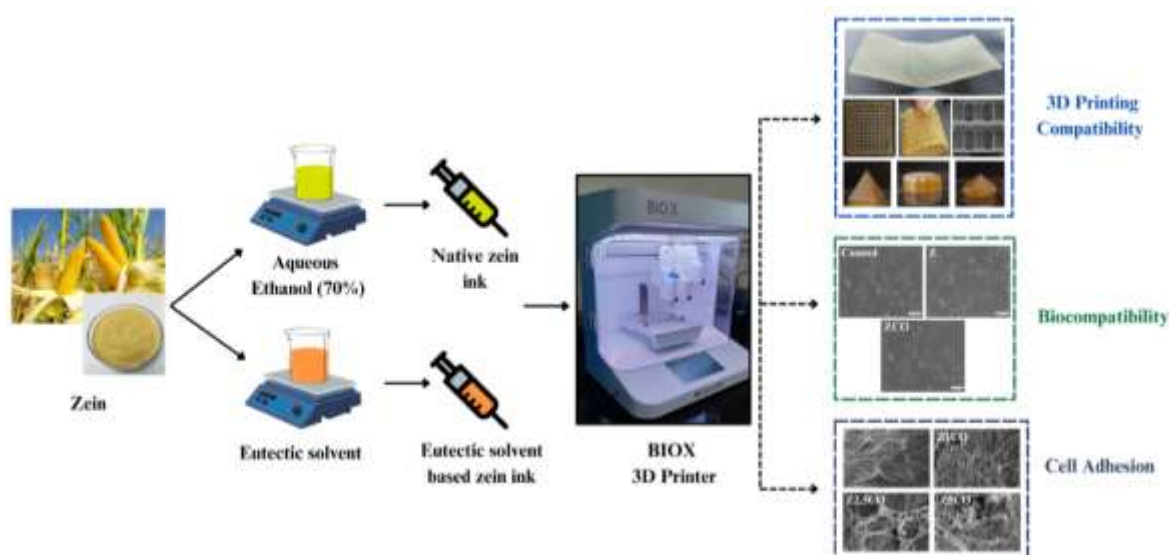 Zein
Aqueous
Ethanol (70%)
Eutectic solvent
Native zein
ink
Eutectic solvent
based zein ink
BIOX
BIOX
3D Printer
3D Printing
Compatibility
Control
Z
ZCO
Biocompatibility
Cell Adhesion